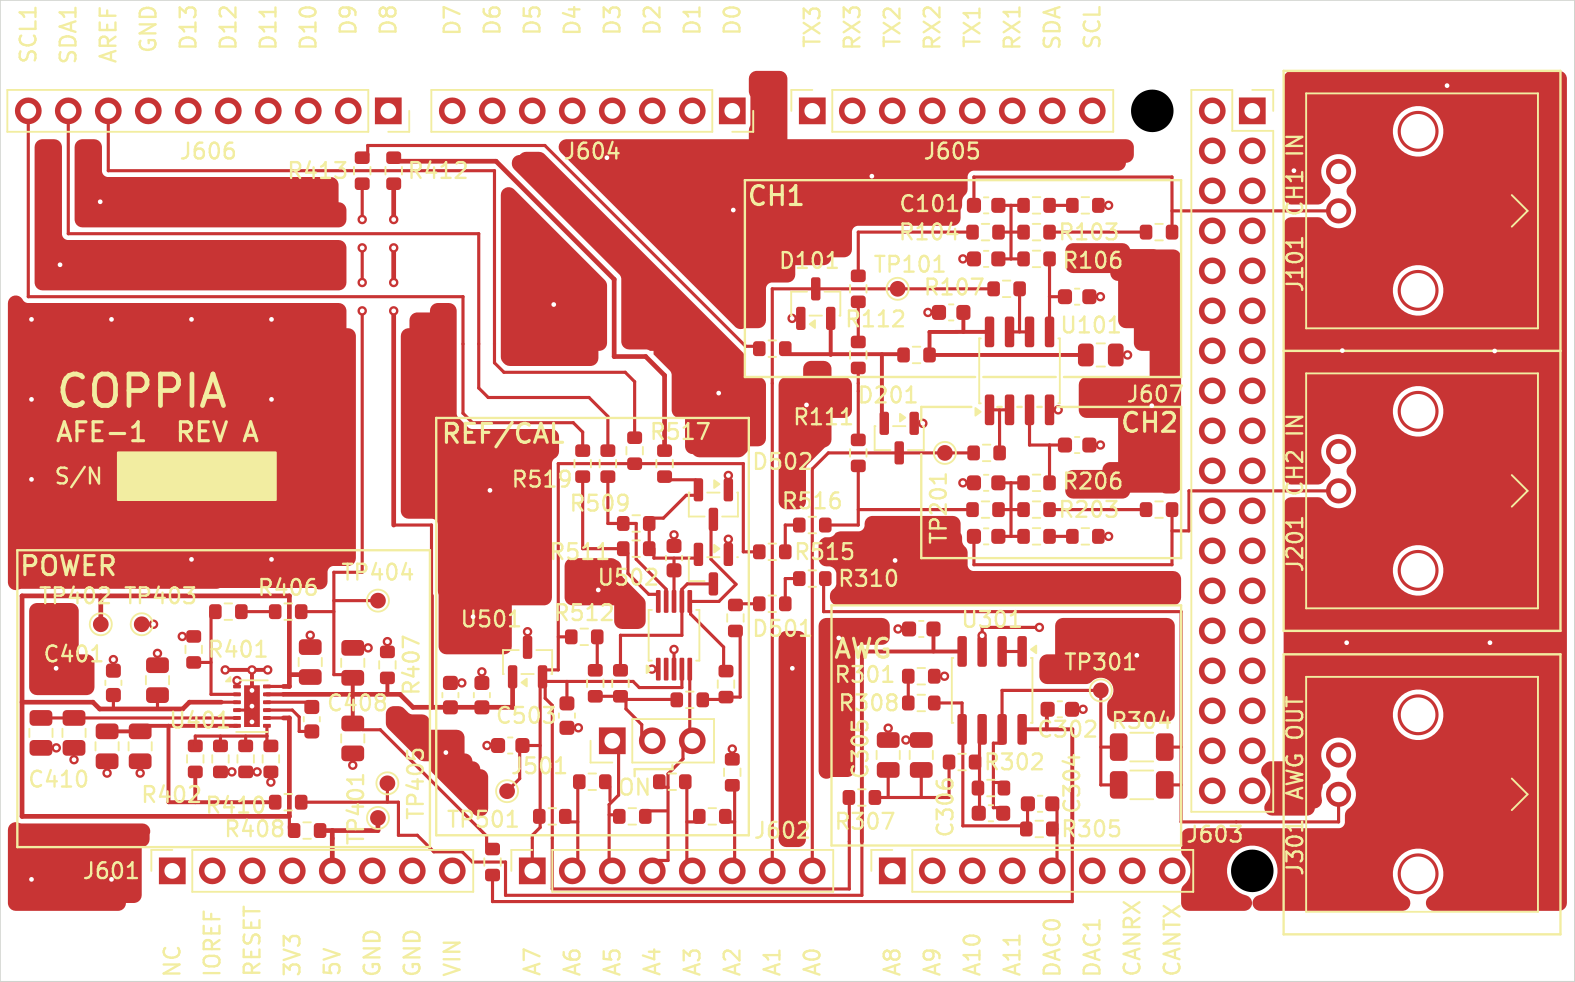 SCL1 SDA1 AREF GND D13 D12 D11 D10 D9 D8 D7 D6 D5 D4 D3 D2 D1 D0 TX3 RX3 TX2 RX2 TX1 RX1 SDA SCL
J606 R413 R412 J604 J605
CH1
C101 R104 R103
D101 TP101 R106
R107
R112 U101
CH1 IN
J101
COPPIA
AFE-1 REV A
S/N
D201 J607
R111 CH2
REF/CAL R517
D502
R519 R516 R206
R509 TP201 R203
R511 R515
U502 R310
CH2 IN
J201
POWER
TP404
TP402 TP403 R406
R512
U501 D501 U301
AWG
C401 R401 R407 R301 TP301
C408 R308
U401 C503 C302 R304
C305 R302
C410 J501
R402 R410 ON C306 C304
TP401 TP405
R408 TP501 J602 R307 R305 J603
AWG OUT
J301
J601
NC IOREF RESET 3V3 5V GND GND VIN A7 A6 A5 A4 A3 A2 A1 A0 A8 A9 A10 A11 DAC0 DAC1 CANRX CANTX